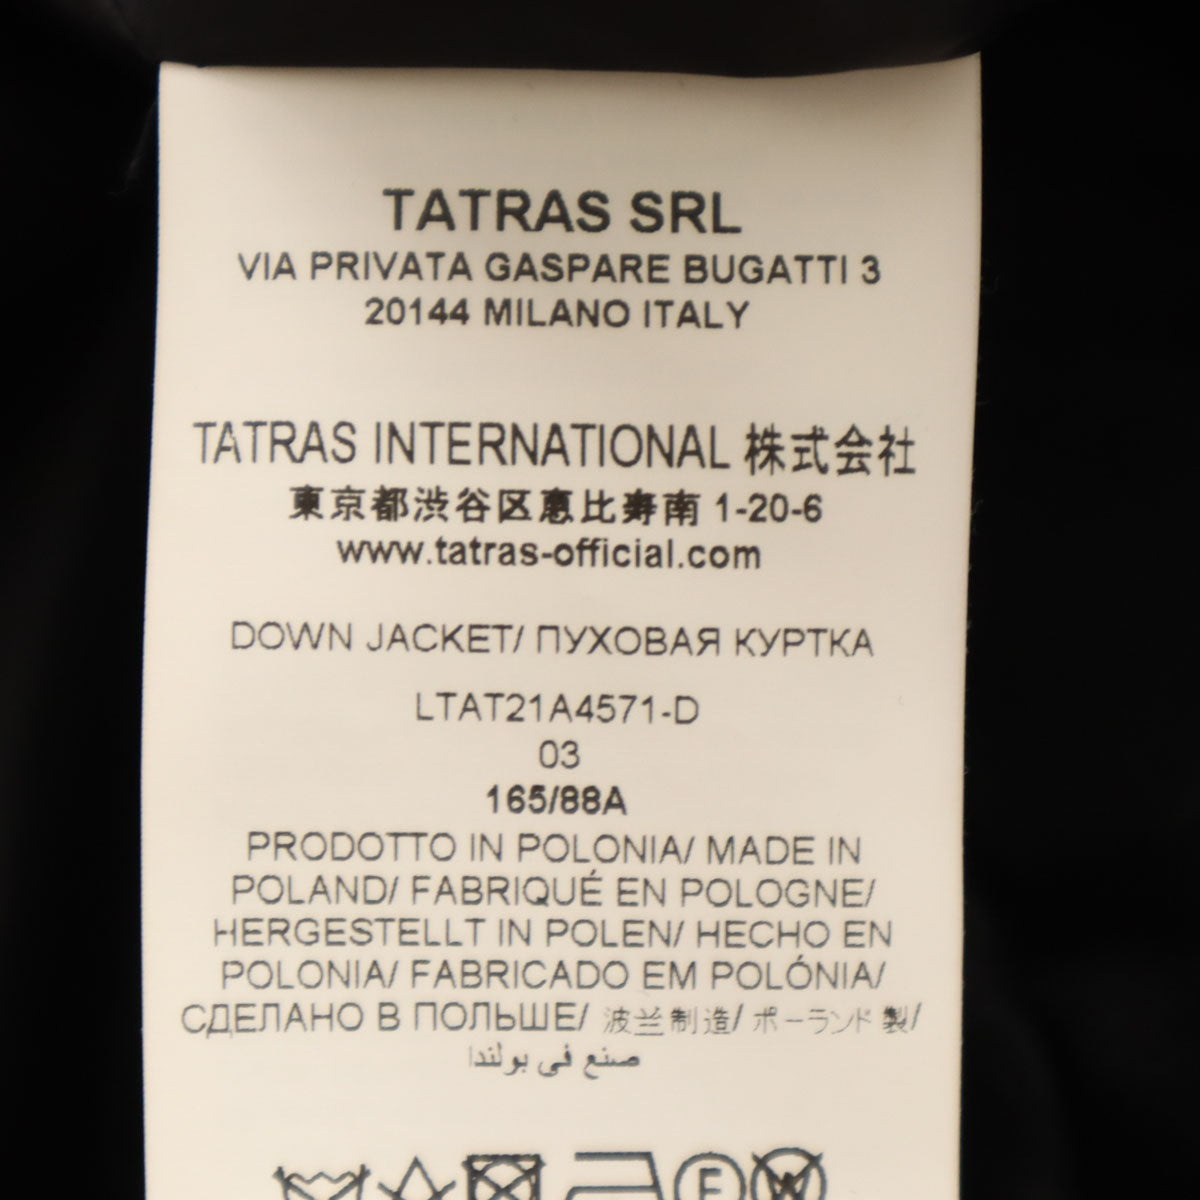 TATRAS SRL
VIA PRIVATA GASPARE BUGATTI 3
20144 MILANO ITALY
TATRAS INTERNATIONAL 株式会社
東京都渋谷区恵比寿南 1-20-6
www.tatras-official.com
DOWN JACKET/ ПУХОВАЯ КУРТКА
LTAT21A4571-D
03
165/88A
PRODOTTO IN POLONIA/ MADE IN
POLAND/ FABRIQUÉ EN POLOGNE/
HERGESTELLT IN POLEN/ HECHO EN
POLONIA/ FABRICADO EM POLÓNIA/
СДЕЛАНО В ПОЛЬШЕ/ 波兰制造/ ポーランド製/
صنع في بولندا
F
W